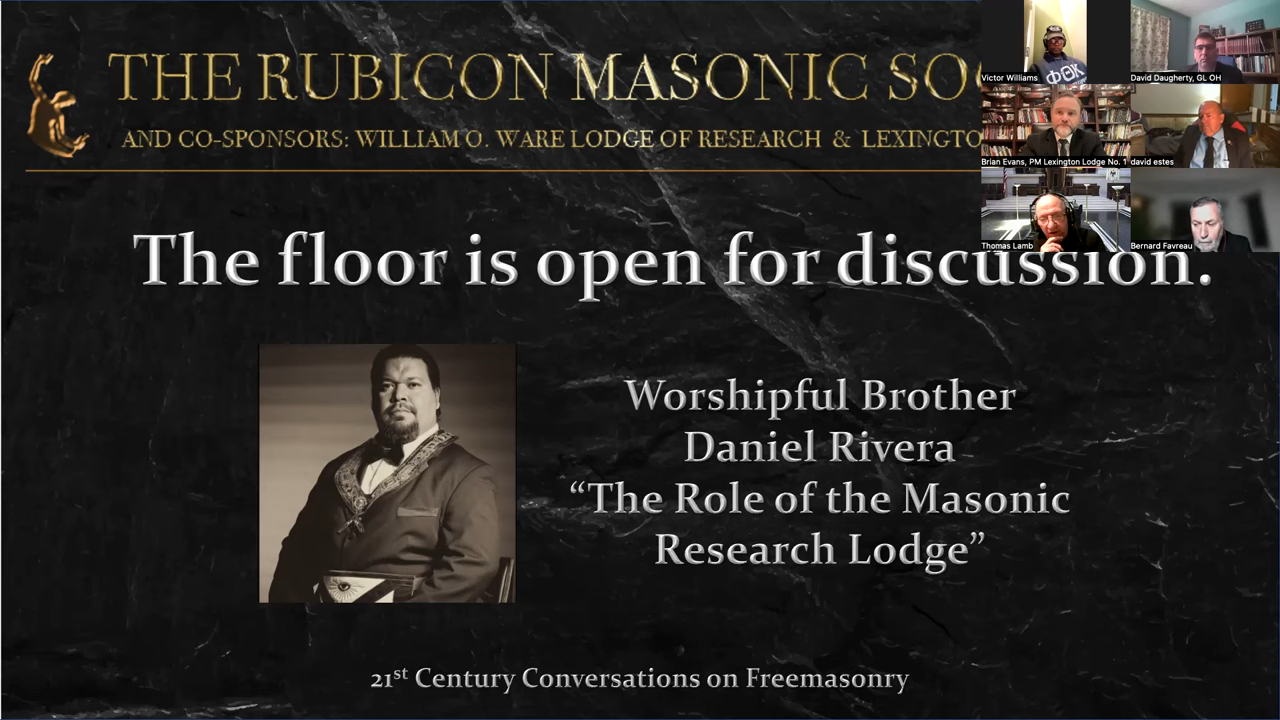 THE RUBICON MASONIC SOC
AND CO-SPONSORS: WILLIAM O. WARE LODGE OF RESEARCH & LEXINGTO
Victor Williams
David Daugherty, GL OH
ΦΘΚ
Brian Evans, PM Lexington Lodge No. 1
david estes
Thomas Lamb
Bernard Favreau
The floor is open for discussion.
Worshipful Brother
Daniel Rivera
“The Role of the Masonic
Research Lodge”
21st Century Conversations on Freemasonry